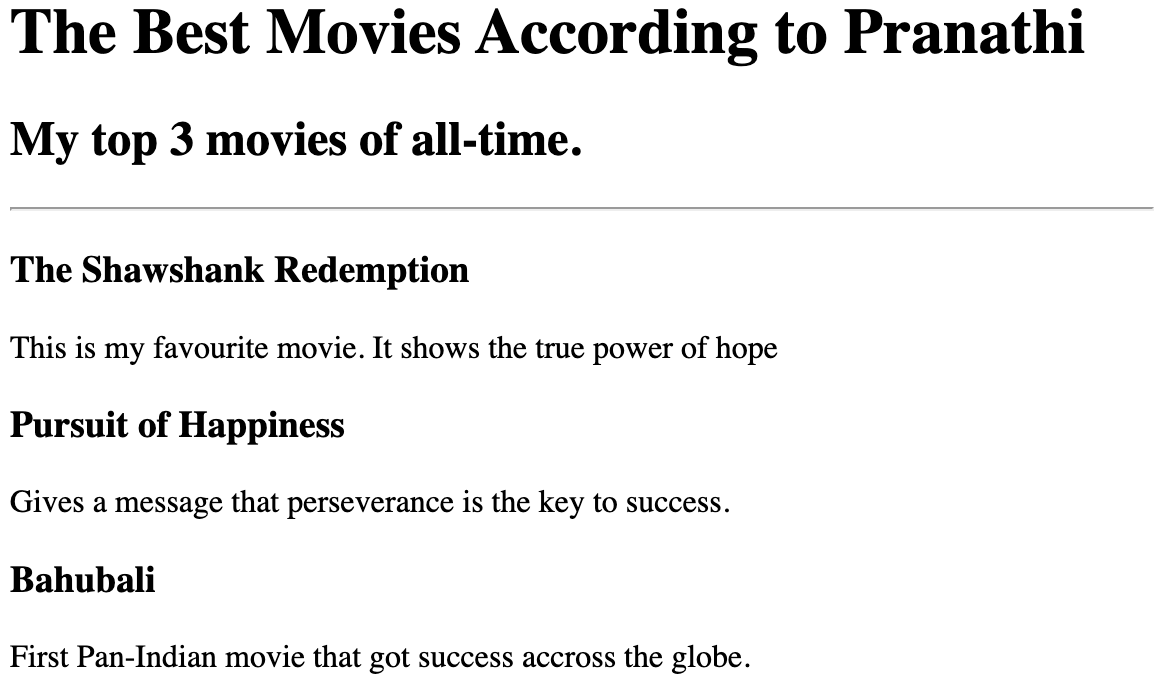 The Best Movies According to Pranathi
My top 3 movies of all-time.
The Shawshank Redemption
This is my favourite movie. It shows the true power of hope
Pursuit of Happiness
Gives a message that perseverance is the key to success.
Bahubali
First Pan-Indian movie that got success accross the globe.